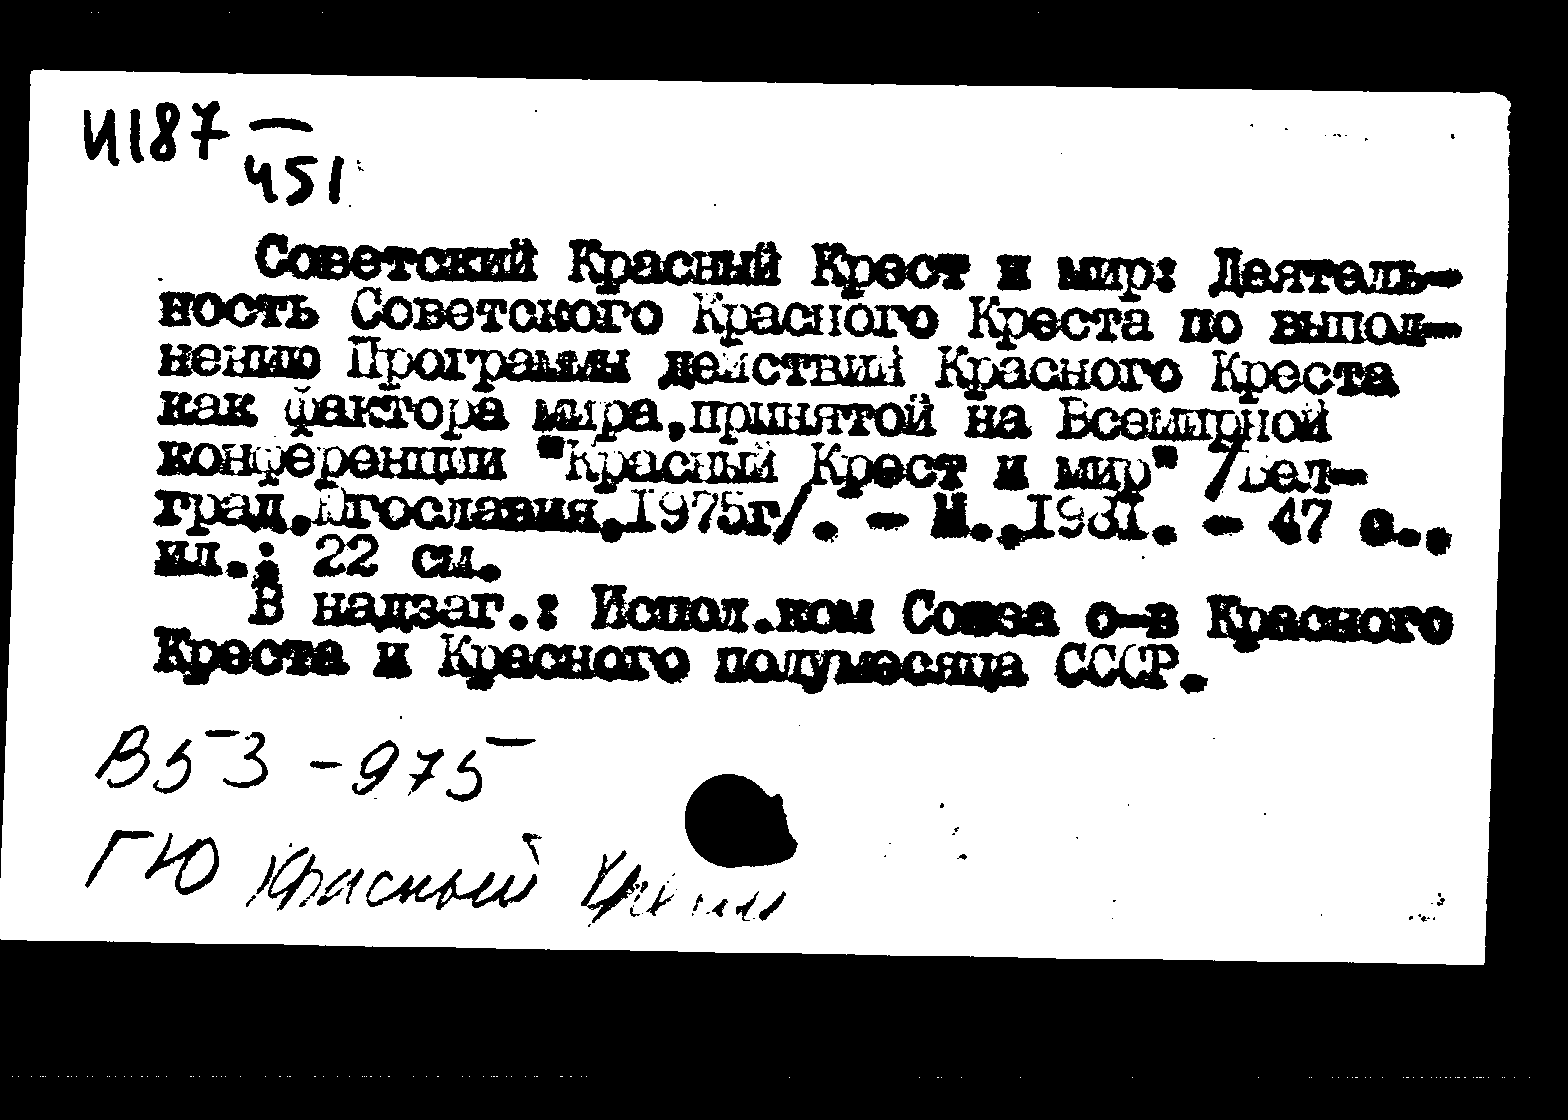 И187
451
Советский Красный Крест и мир: Деятель-
ность Советского Красного Креста по выпол-
нению Программы действий Красного Креста
как фактора мира,принятой на Всемирной
конференции "Красный Крест и мир" /Бел-
град,Югославия,1975г/. - М.,1981. - 47 с.,
ил.; 22 см.
В надзаг.: Испол.ком Союза о-в Красного
Креста и Красного полумесяца СССР.
В53-975
ГЮ Красный Крест